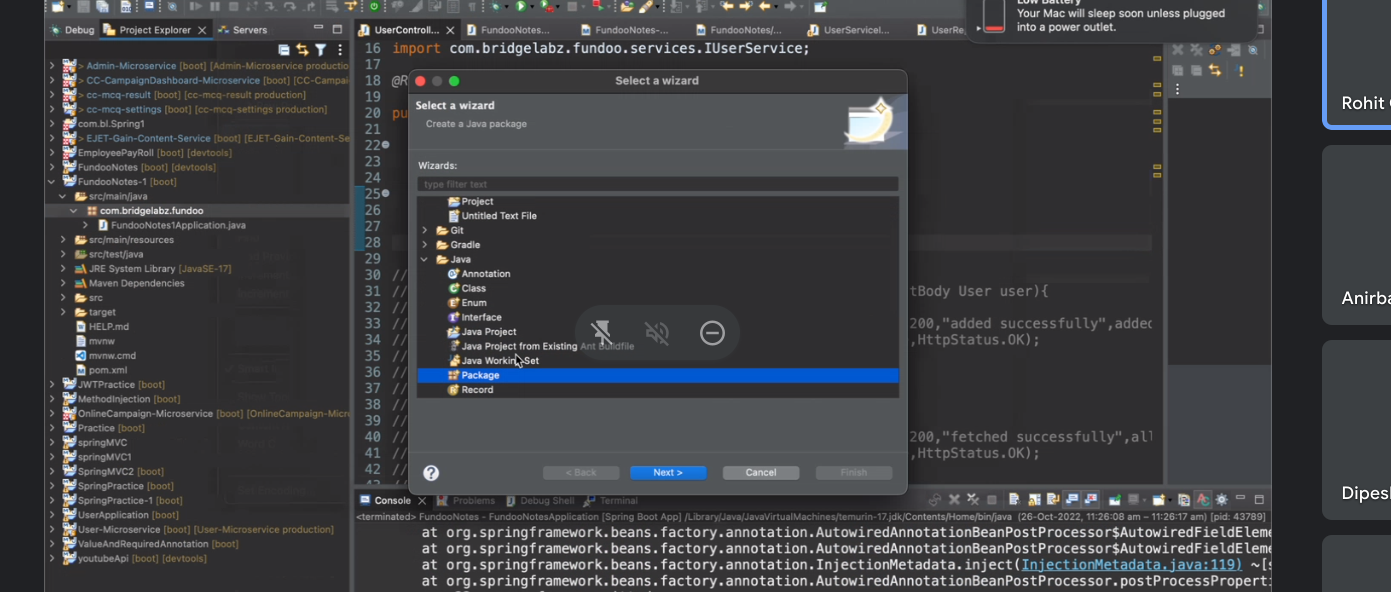 Low Battery
Your Mac will sleep soon unless plugged
into a power outlet.
Debug
Project Explorer
Servers
UserControll...
FundooNotes...
FundooNotes-...
FundooNotes/...
UserServiceI...
UserRe
> Admin-Microservice [boot] [Admin-Microservice productio
> CC-CampaignDashboard-Microservice [boot] [CC-Campai
> cc-mcq-result [boot] [cc-mcq-result production]
> cc-mcq-settings [boot] [cc-mcq-settings production]
com.bl.Spring1
> EJET-Gain-Content-Service [boot] [EJET-Gain-Content-Se
EmployeePayRoll [boot] [devtools]
FundooNotes [boot] [devtools]
FundooNotes-1 [boot]
src/main/java
com.bridgelabz.fundoo
FundooNotes1Application.java
src/main/resources
src/test/java
JRE System Library [JavaSE-17]
Maven Dependencies
src
target
HELP.md
mvnw
mvnw.cmd
pom.xml
JWTPractice [boot]
MethodInjection [boot]
OnlineCampaign-Microservice [boot] [OnlineCampaign-Micr
Practice [boot]
springMVC
springMVC1
SpringMVC2 [boot]
SpringPractice [boot]
SpringPractice-1 [boot]
UserApplication [boot]
User-Microservice [boot] [User-Microservice production]
ValueAndRequiredAnnotation [boot]
youtubeApi [boot] [devtools]
16 import com.bridgelabz.fundoo.services.IUserService;
17
18 @R
19
20 pu
21
22
23
24
25
26
27
28
29
30 //
31 // tBody User user){
32 //
33 // 200,"added successfully",added
34 // ,HttpStatus.OK);
35 //
36 //
37 //
38 //
39 //
40 // 200,"fetched successfully",all
41 // ,HttpStatus.OK);
42 //
Select a wizard
Select a wizard
Create a Java package
Wizards:
type filter text
Project
Untitled Text File
Git
Gradle
Java
Annotation
Class
Enum
Interface
Java Project
Java Project from Existing Ant Buildfile
Java Working Set
Package
Record
?
< Back
Next >
Cancel
Finish
Console
Problems
Debug Shell
Terminal
<terminated> FundooNotes - FundooNotesApplication [Spring Boot App] /Library/Java/JavaVirtualMachines/temurin-17.jdk/Contents/Home/bin/java (26-Oct-2022, 11:26:08 am – 11:26:17 am) [pid: 43789]
at org.springframework.beans.factory.annotation.AutowiredAnnotationBeanPostProcessor$AutowiredFieldEleme
at org.springframework.beans.factory.annotation.AutowiredAnnotationBeanPostProcessor$AutowiredFieldEleme
at org.springframework.beans.factory.annotation.InjectionMetadata.inject(InjectionMetadata.java:119) ~[s
at org.springframework.beans.factory.annotation.AutowiredAnnotationBeanPostProcessor.postProcessProperti
Rohit
Anirba
Dipesl